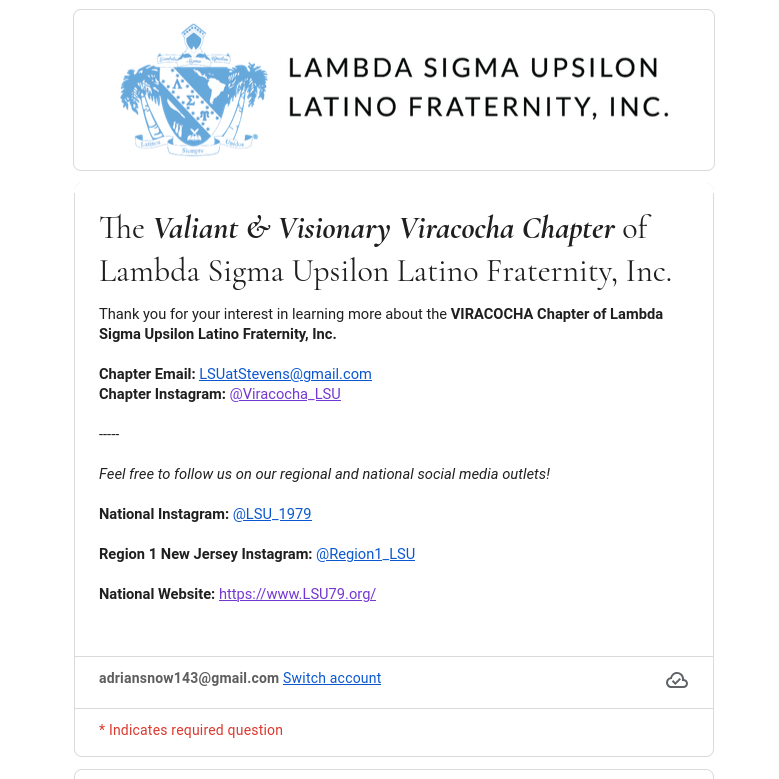 LAMBDA SIGMA UPSILON
LATINO FRATERNITY, INC.
Λ
Σ
Υ
Latinos
Siempre
Unidos
The Valiant & Visionary Viracocha Chapter of
Lambda Sigma Upsilon Latino Fraternity, Inc.
Thank you for your interest in learning more about the VIRACOCHA Chapter of Lambda
Sigma Upsilon Latino Fraternity, Inc.
Chapter Email: LSUatStevens@gmail.com
Chapter Instagram: @Viracocha_LSU
-----
Feel free to follow us on our regional and national social media outlets!
National Instagram: @LSU_1979
Region 1 New Jersey Instagram: @Region1_LSU
National Website: https://www.LSU79.org/
adriansnow143@gmail.com Switch account
* Indicates required question